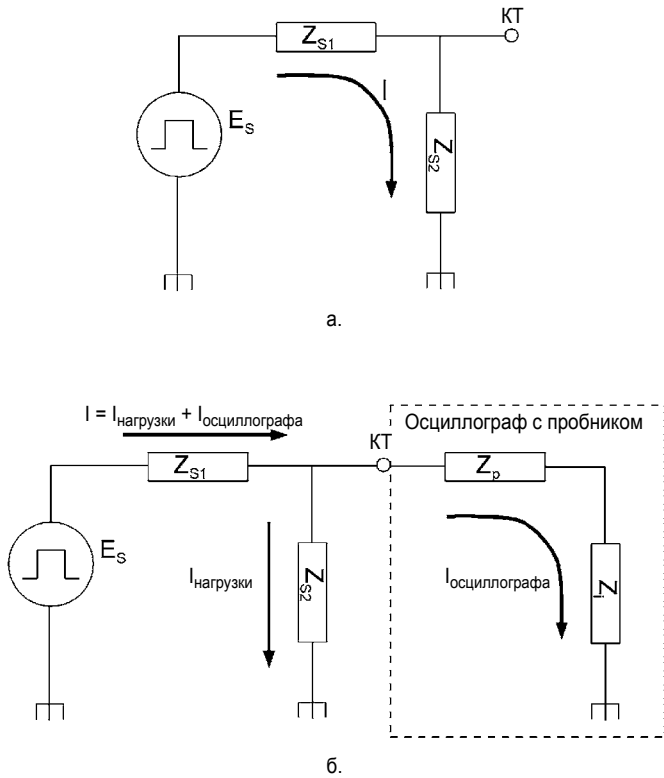 КТ
Z_S1
I
E_S
Z_S2
а.
I = I_нагрузки + I_осциллографа
Осциллограф с пробником
КТ
Z_S1
Z_p
E_S
I_нагрузки
Z_S2
I_осциллографа
Z_i
б.